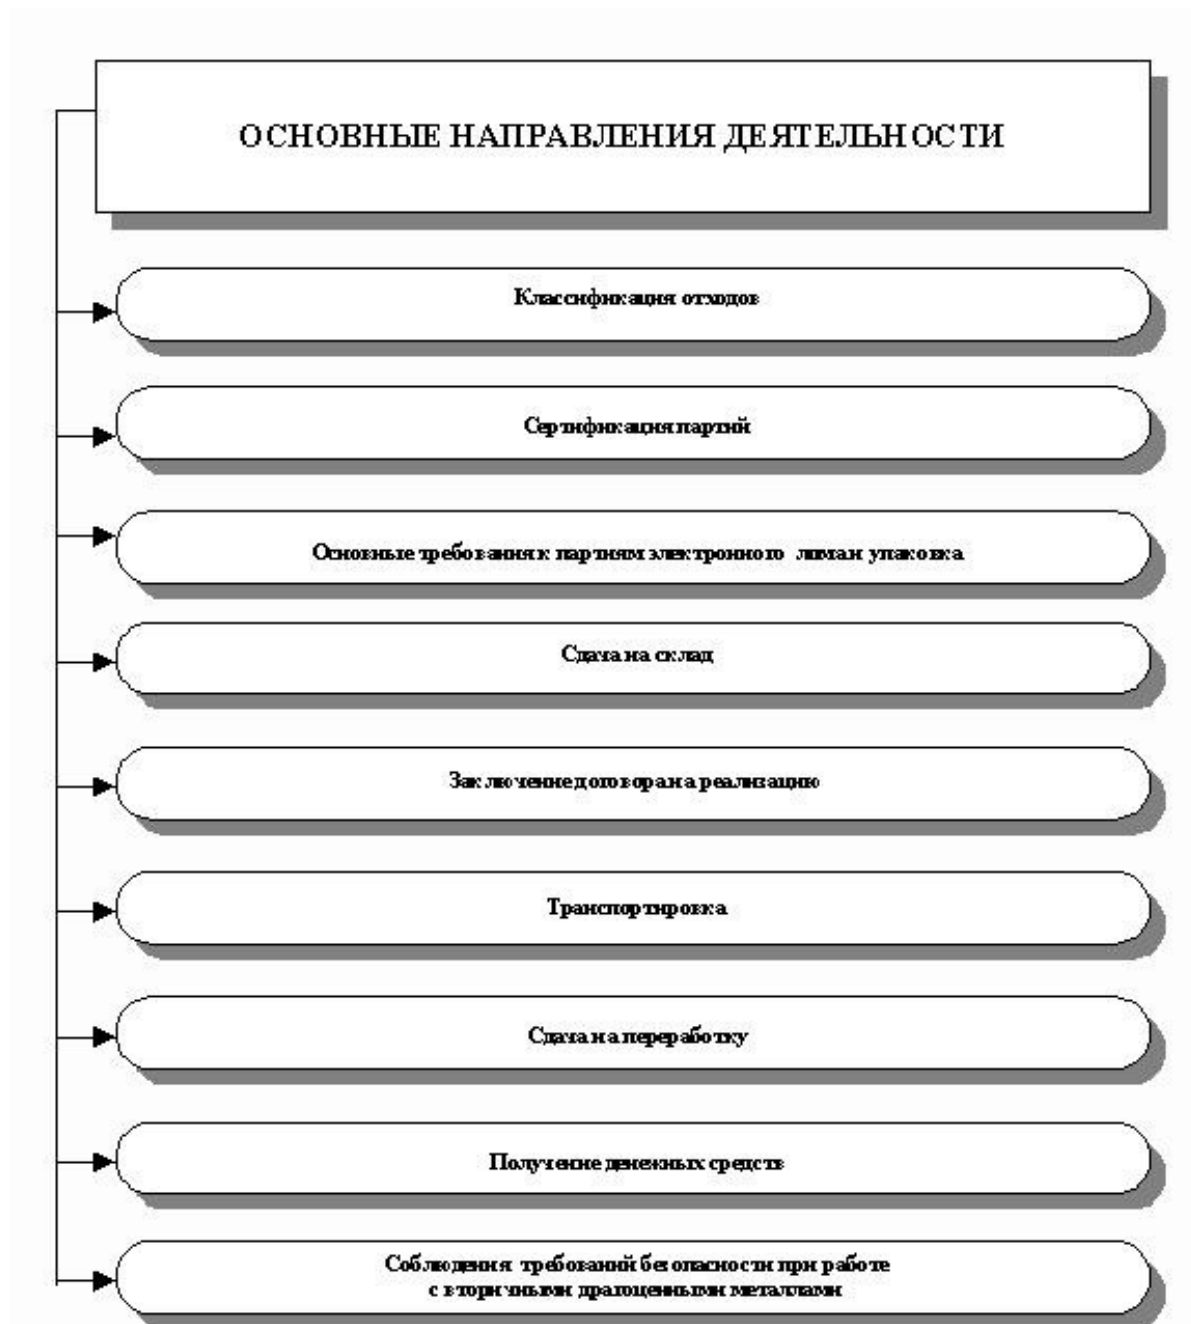 ОСНОВНЫЕ НАПРАВЛЕНИЯ ДЕЯТЕЛЬНОСТИ
Классификация отходов
Сертификация партий
Основные требования к партиям электронного лома и упаковка
Сдача на склад
Заключение договора на реализацию
Транспортировка
Сдача на переработку
Получение денежных средств
Соблюдения требований безопасности при работе
с вторичными драгоценными металлами